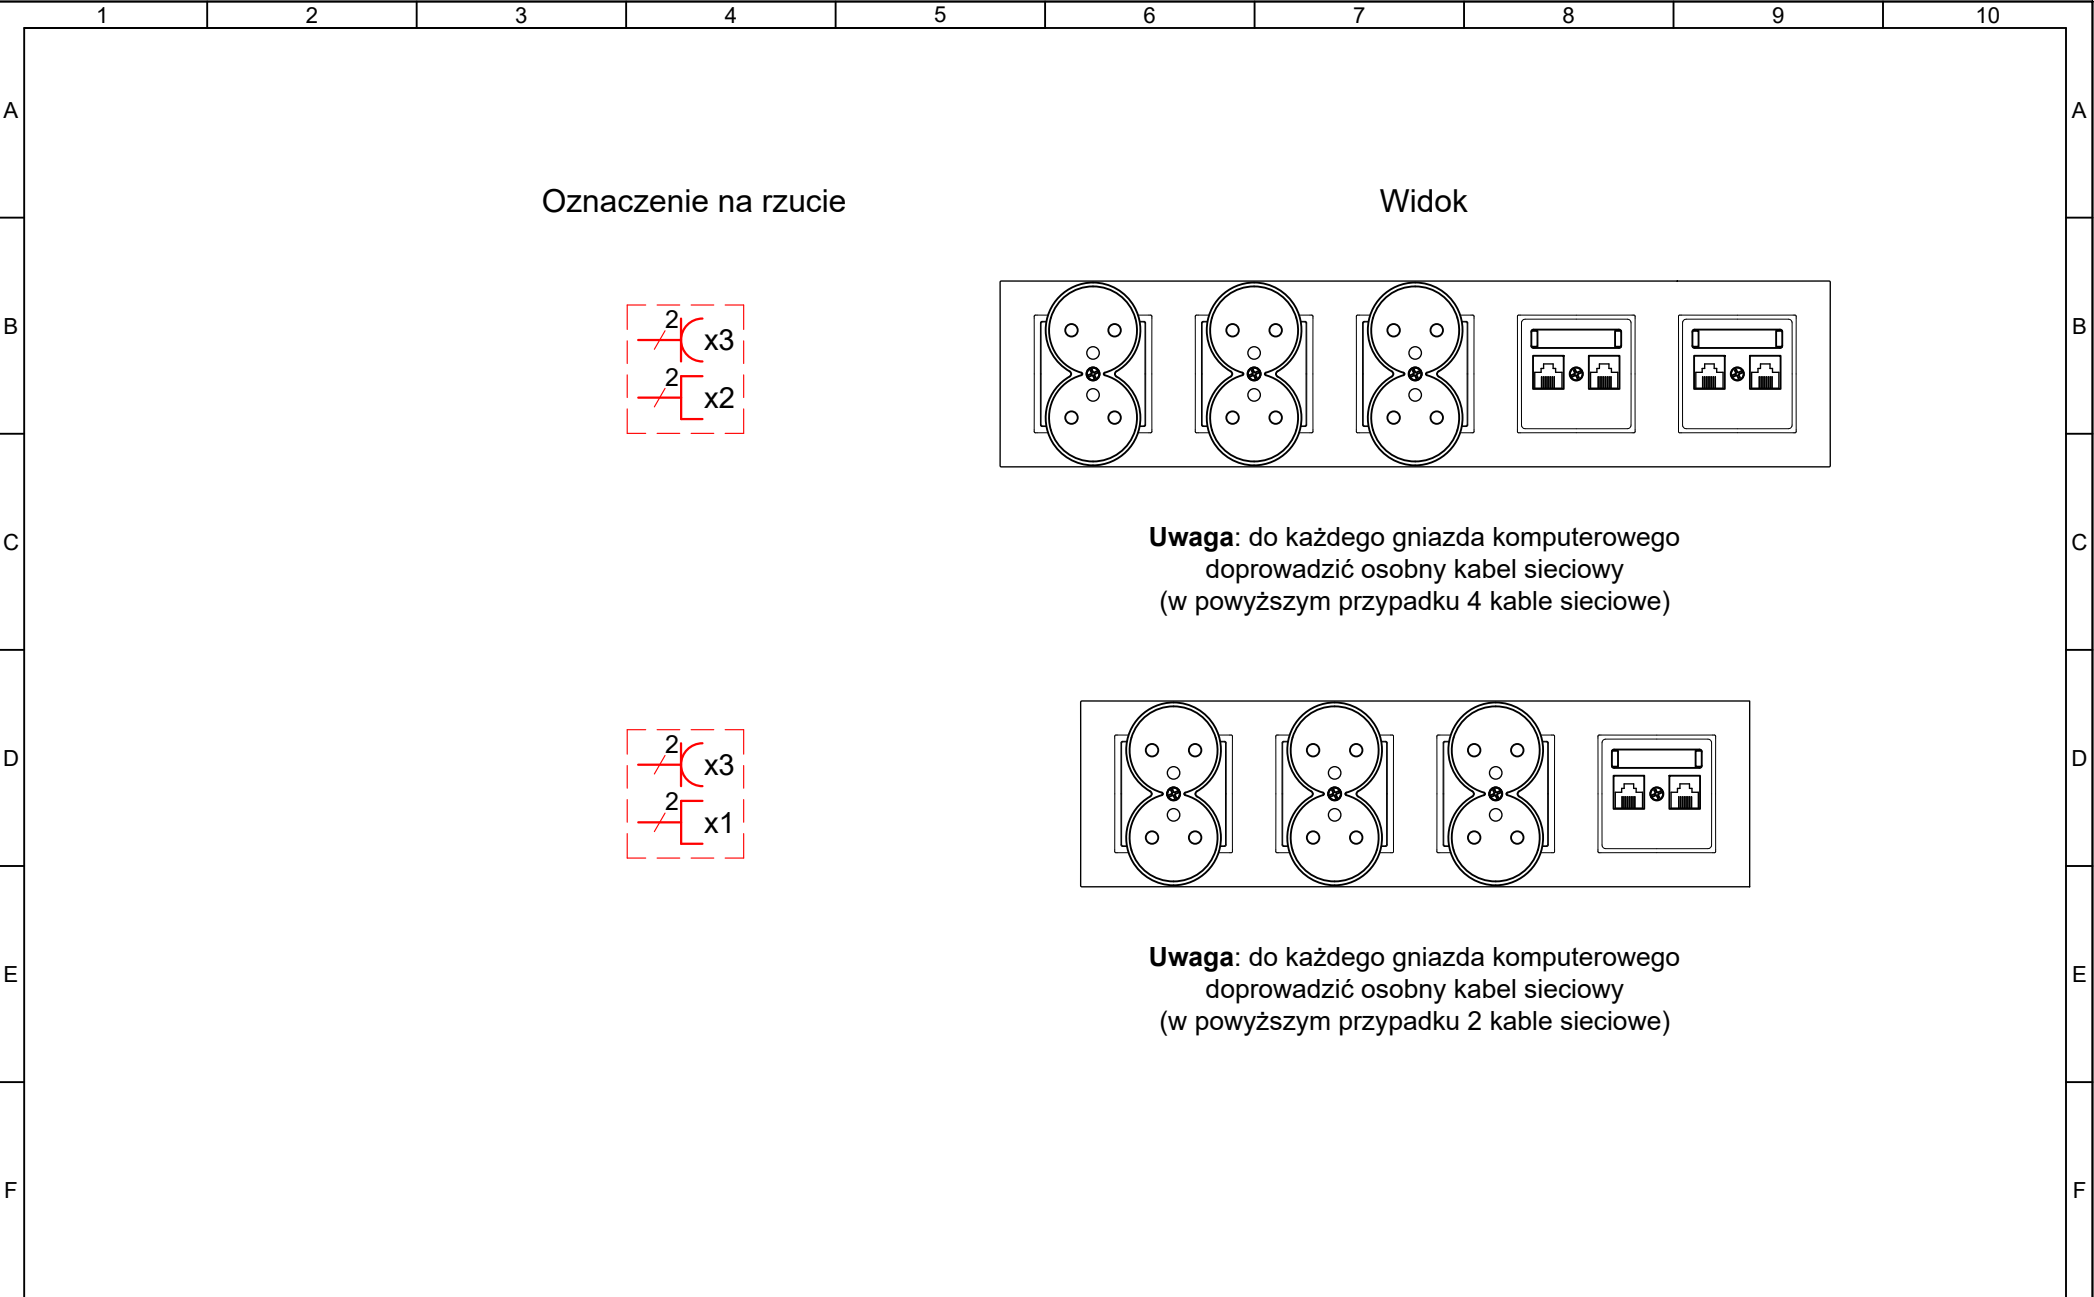 1 2 3 4 5 6 7 8 9 10
A A
Oznaczenie na rzucie Widok
B B
2
x3
2
x2
Uwaga: do każdego gniazda komputerowego
C C
doprowadzić osobny kabel sieciowy
(w powyższym przypadku 4 kable sieciowe)
2
x3
D D
2
x1
Uwaga: do każdego gniazda komputerowego
E E
doprowadzić osobny kabel sieciowy
(w powyższym przypadku 2 kable sieciowe)
F F